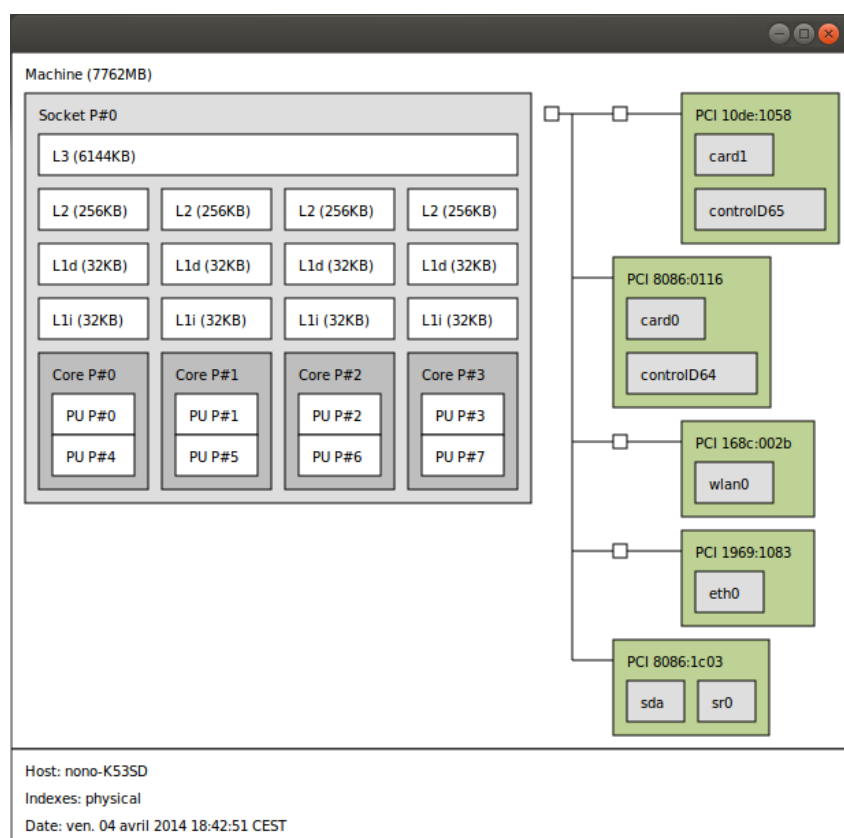 Machine (7762MB)
Socket P#0
L3 (6144KB)
L2 (256KB) L2 (256KB) L2 (256KB) L2 (256KB)
L1d (32KB) L1d (32KB) L1d (32KB) L1d (32KB)
L1i (32KB) L1i (32KB) L1i (32KB) L1i (32KB)
Core P#0 Core P#1 Core P#2 Core P#3
PU P#0 PU P#1 PU P#2 PU P#3
PU P#4 PU P#5 PU P#6 PU P#7
PCI 10de:1058
card1
controlD65
PCI 8086:0116
card0
controlD64
PCI 168c:002b
wlan0
PCI 1969:1083
eth0
PCI 8086:1c03
sda sr0
Host: nono-K53SD
Indexes: physical
Date: ven. 04 avril 2014 18:42:51 CEST